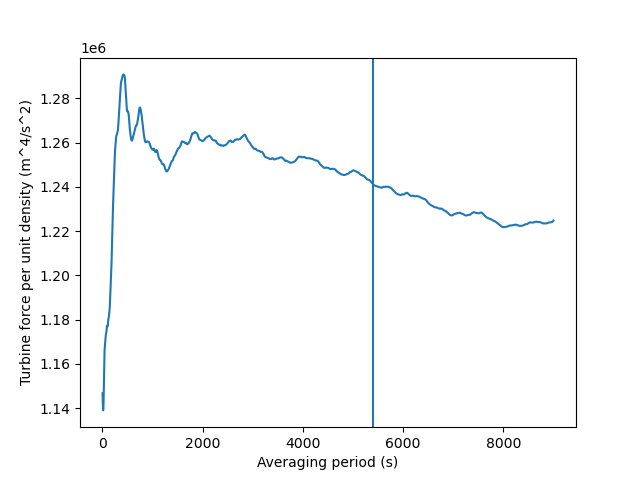 1e6
1.28
1.26
1.24
1.22
1.20
1.18
1.16
1.14
Turbine force per unit density (m^4/s^2)
0 2000 4000 6000 8000
Averaging period (s)